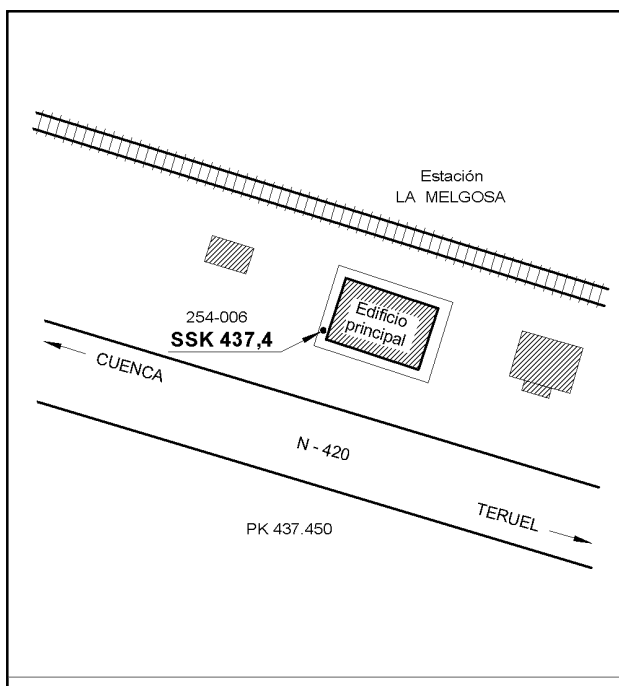 Estación
LA MELGOSA
254-006
SSK 437,4
Edificio
principal
CUENCA
N - 420
TERUEL
PK 437.450